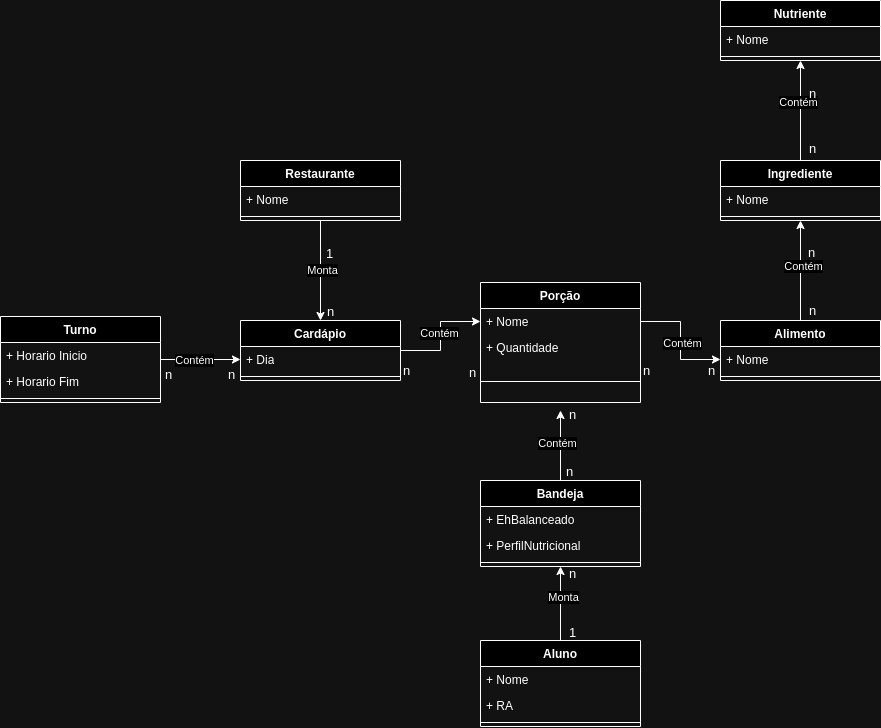 Nutriente
+ Nome
n
Contém
n
Restaurante
+ Nome
Ingrediente
+ Nome
1
Monta
n
n
Contém
n
Turno
+ Horario Inicio
+ Horario Fim
Contém
n
n
Cardápio
+ Dia
Contém
n
n
Porção
+ Nome
+ Quantidade
Contém
n
n
Alimento
+ Nome
n
Contém
n
Bandeja
+ EhBalanceado
+ PerfilNutricional
n
Monta
1
Aluno
+ Nome
+ RA